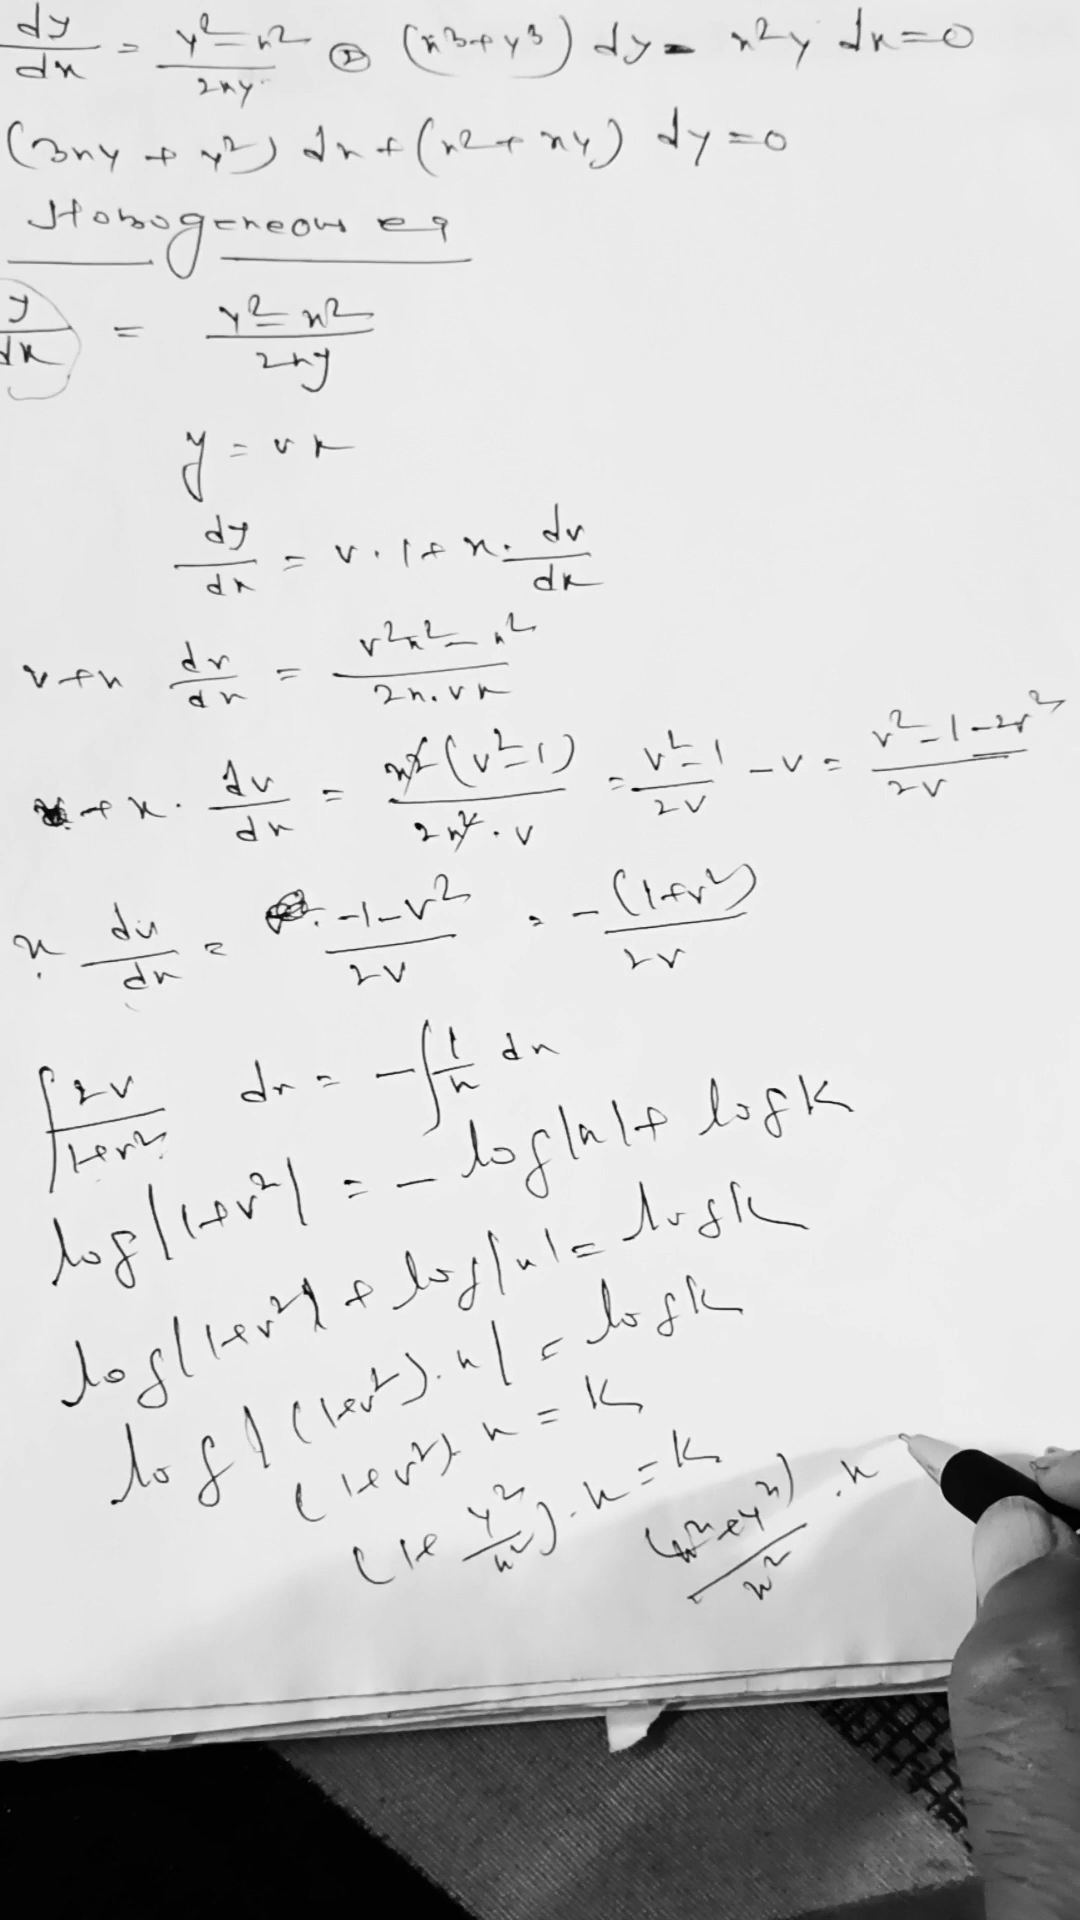 dy/dx = y²-x²/2xy ② (x³+y³) dy - x²y dx=0
(3xy + y²) dx+(x²+xy) dy=0
Homogeneous eq
y/dx = y²-x²/2xy
y = vx
dy/dx = v.1+x. dv/dx
v+x dv/dx = v²x²-x²/2x.vx
+x. dv/dx = x²(v²-1)/2x².v = v²-1/2v -v = v²-1-2v²/2v
x dv/dx = -1-v²/2v = -(1+v²)/2v
∫2v/1+v² dv = -∫1/x dx
log|1+v²| = - log|x|+ logk
log|1+v²| + log|x| = logk
log|(1+v²).x| = logk
(1+v²). x = k
(1+ y²/x²).x = k (x²+y²)/x² .x